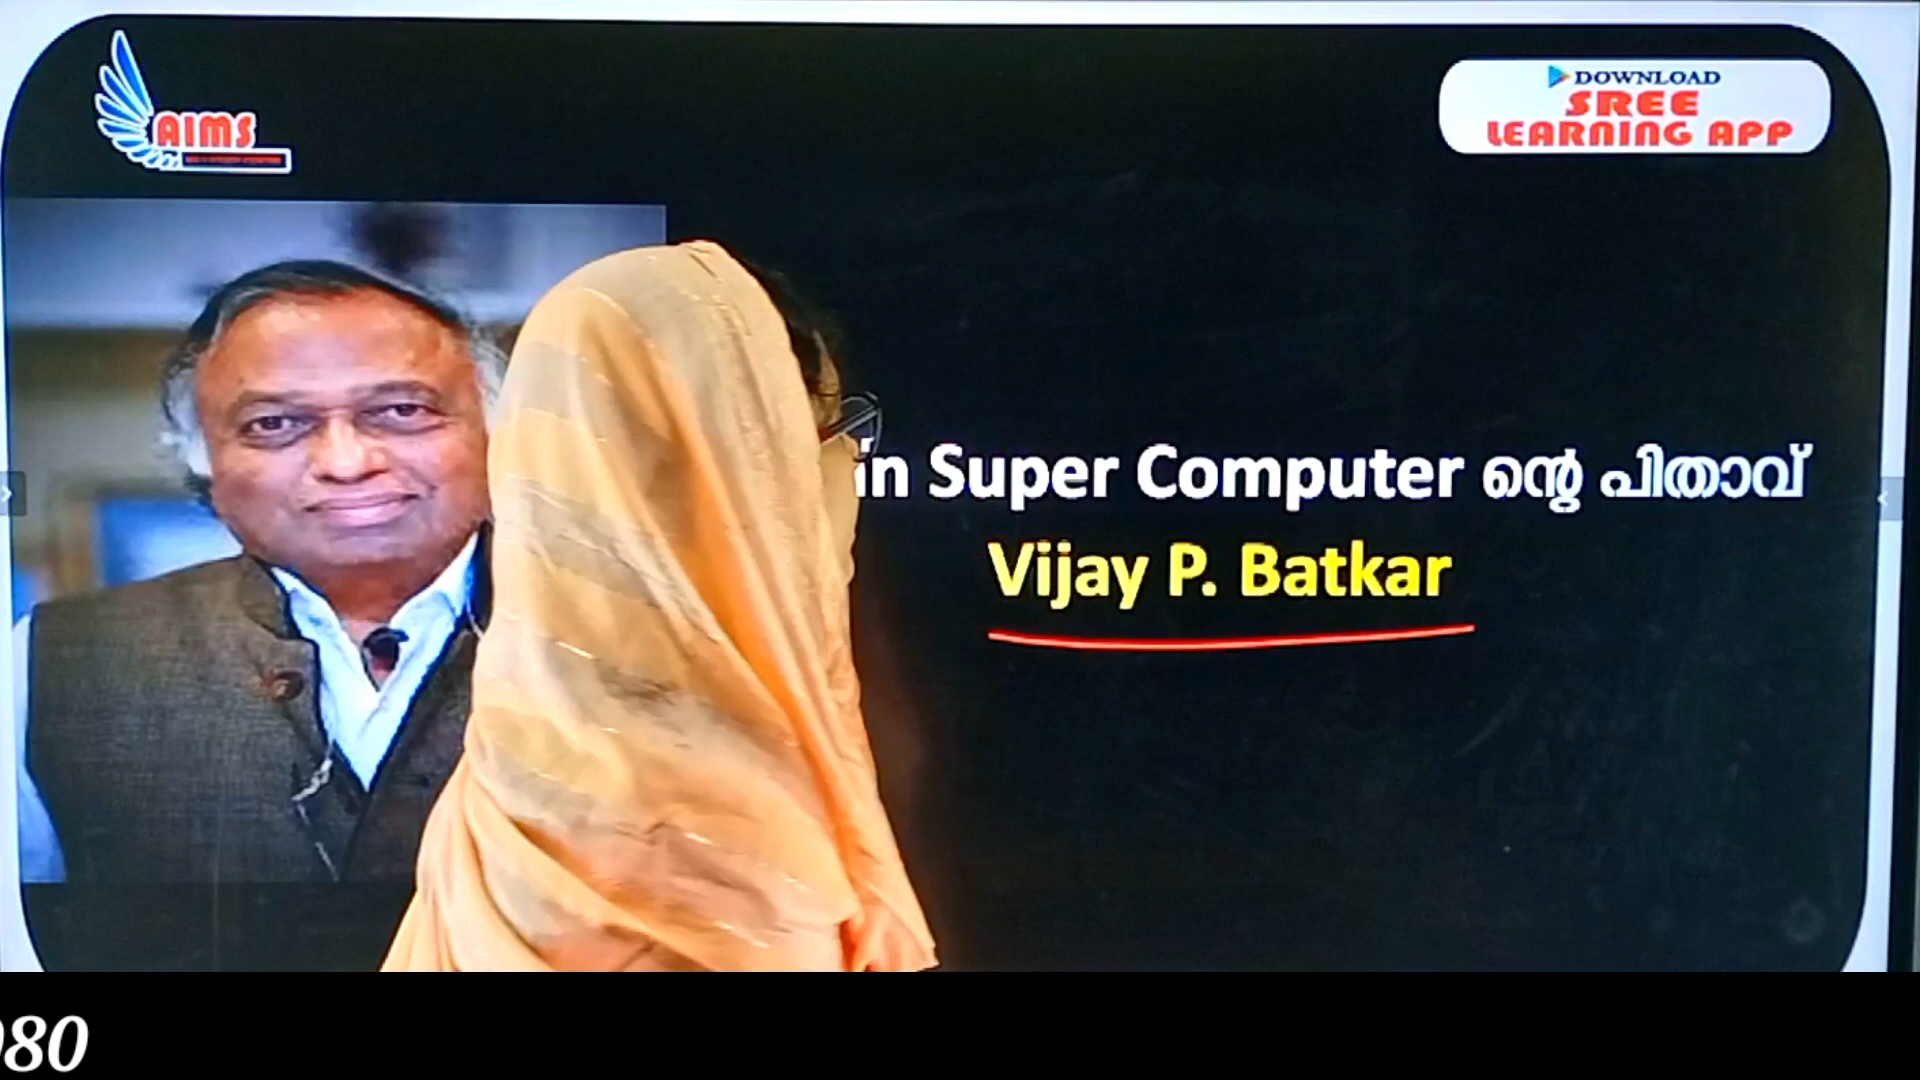 AIMS
DOWNLOAD
SREE
LEARNING APP
in Super Computer ന്റെ പിതാവ്
Vijay P. Batkar
080